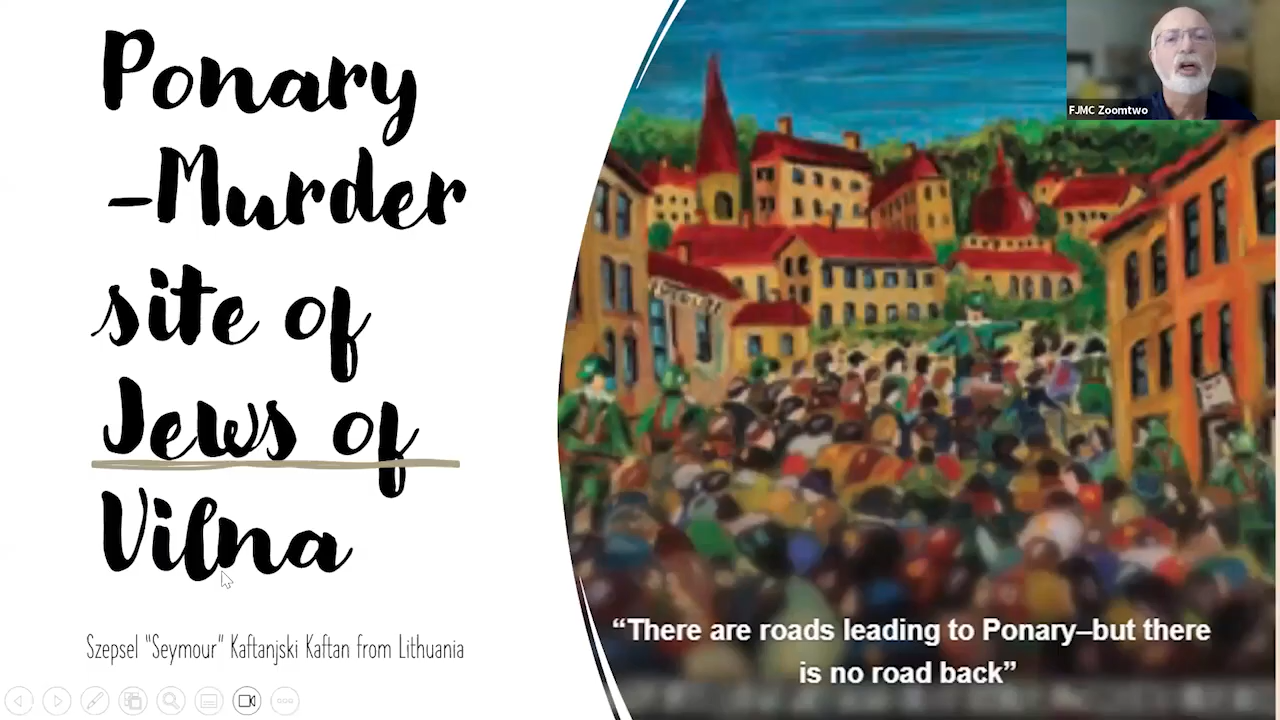 Ponary
-Murder
site of
Jews of
Vilna
Szepsel "Seymour" Kaftanjski Kaftan from Lithuania
FJMC Zoomtwo
“There are roads leading to Ponary–but there
is no road back”